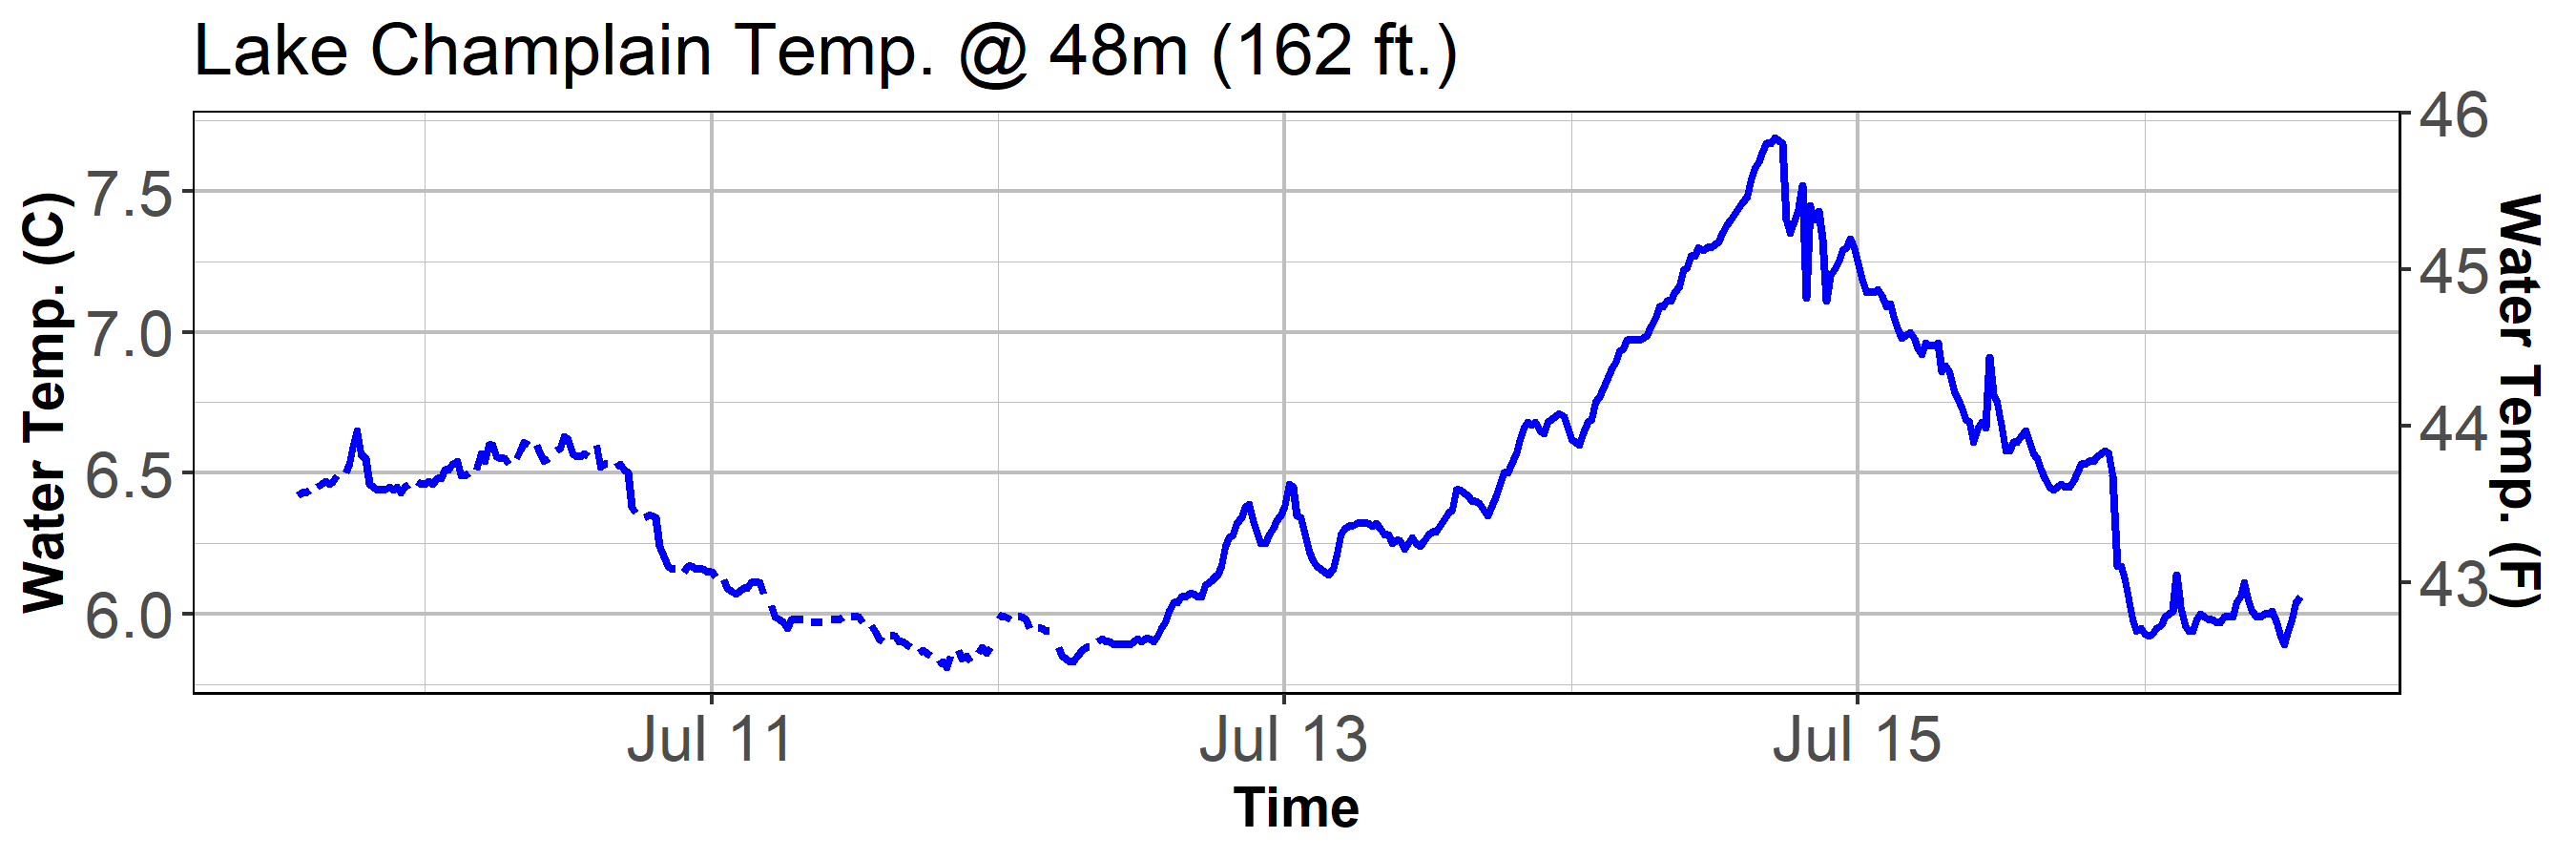 Lake Champlain Temp. @ 48m (162 ft.)
Water Temp. (C)
7.5
7.0
6.5
6.0
46
45
44
43
Water Temp. (F)
Jul 11 Jul 13 Jul 15
Time